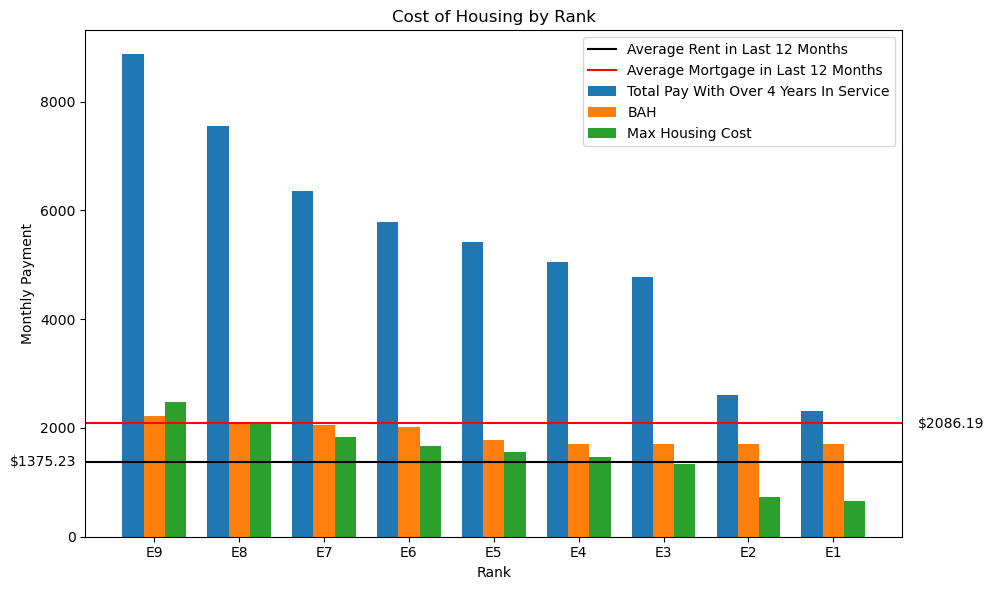 Cost of Housing by Rank
Average Rent in Last 12 Months
Average Mortgage in Last 12 Months
Total Pay With Over 4 Years In Service
BAH
Max Housing Cost
Monthly Payment
8000
6000
4000
2000
0
$1375.23
$2086.19
E9 E8 E7 E6 E5 E4 E3 E2 E1
Rank